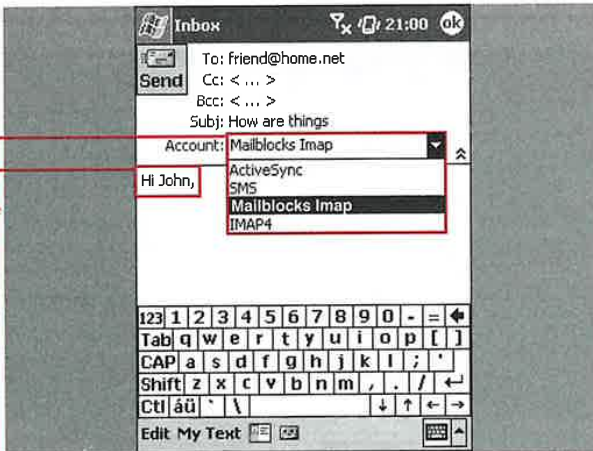 Inbox 21:00 ok
Send To: friend@home.net
Cc: < ... >
Bcc: < ... >
Subj: How are things
Account: Mailblocks Imap
ActiveSync
Hi John,
SMS
Mailblocks Imap
IMAP4
123 1 2 3 4 5 6 7 8 9 0 - =
Tab q w e r t y u i o p [ ]
CAP a s d f g h j k l ; '
Shift z x c v b n m , . /
Ctl áü ` \
Edit My Text